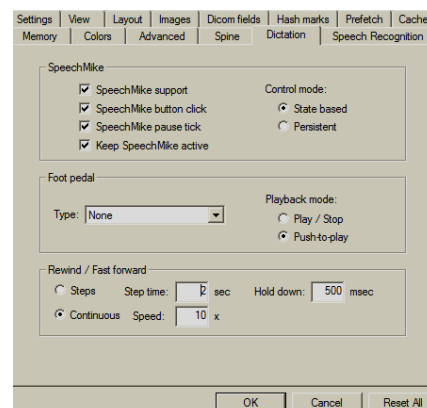 Settings View Layout Images Dicom fields Hash marks Prefetch Cache
Memory Colors Advanced Spine Dictation Speech Recognition
SpeechMike
SpeechMike support Control mode:
SpeechMike button click State based
SpeechMike pause tick Persistent
Keep SpeechMike active
Foot pedal
Playback mode:
Type: None Play / Stop
Push-to-play
Rewind / Fast forward
Steps Step time: 2 sec Hold down: 500 msec
Continuous Speed: 10 x
OK Cancel Reset All